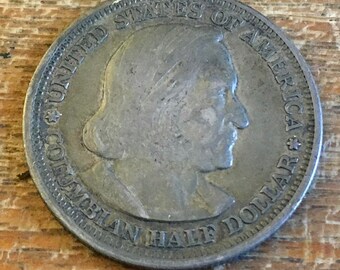 UNITED STATES OF AMERICA
COLUMBIAN HALF DOLLAR